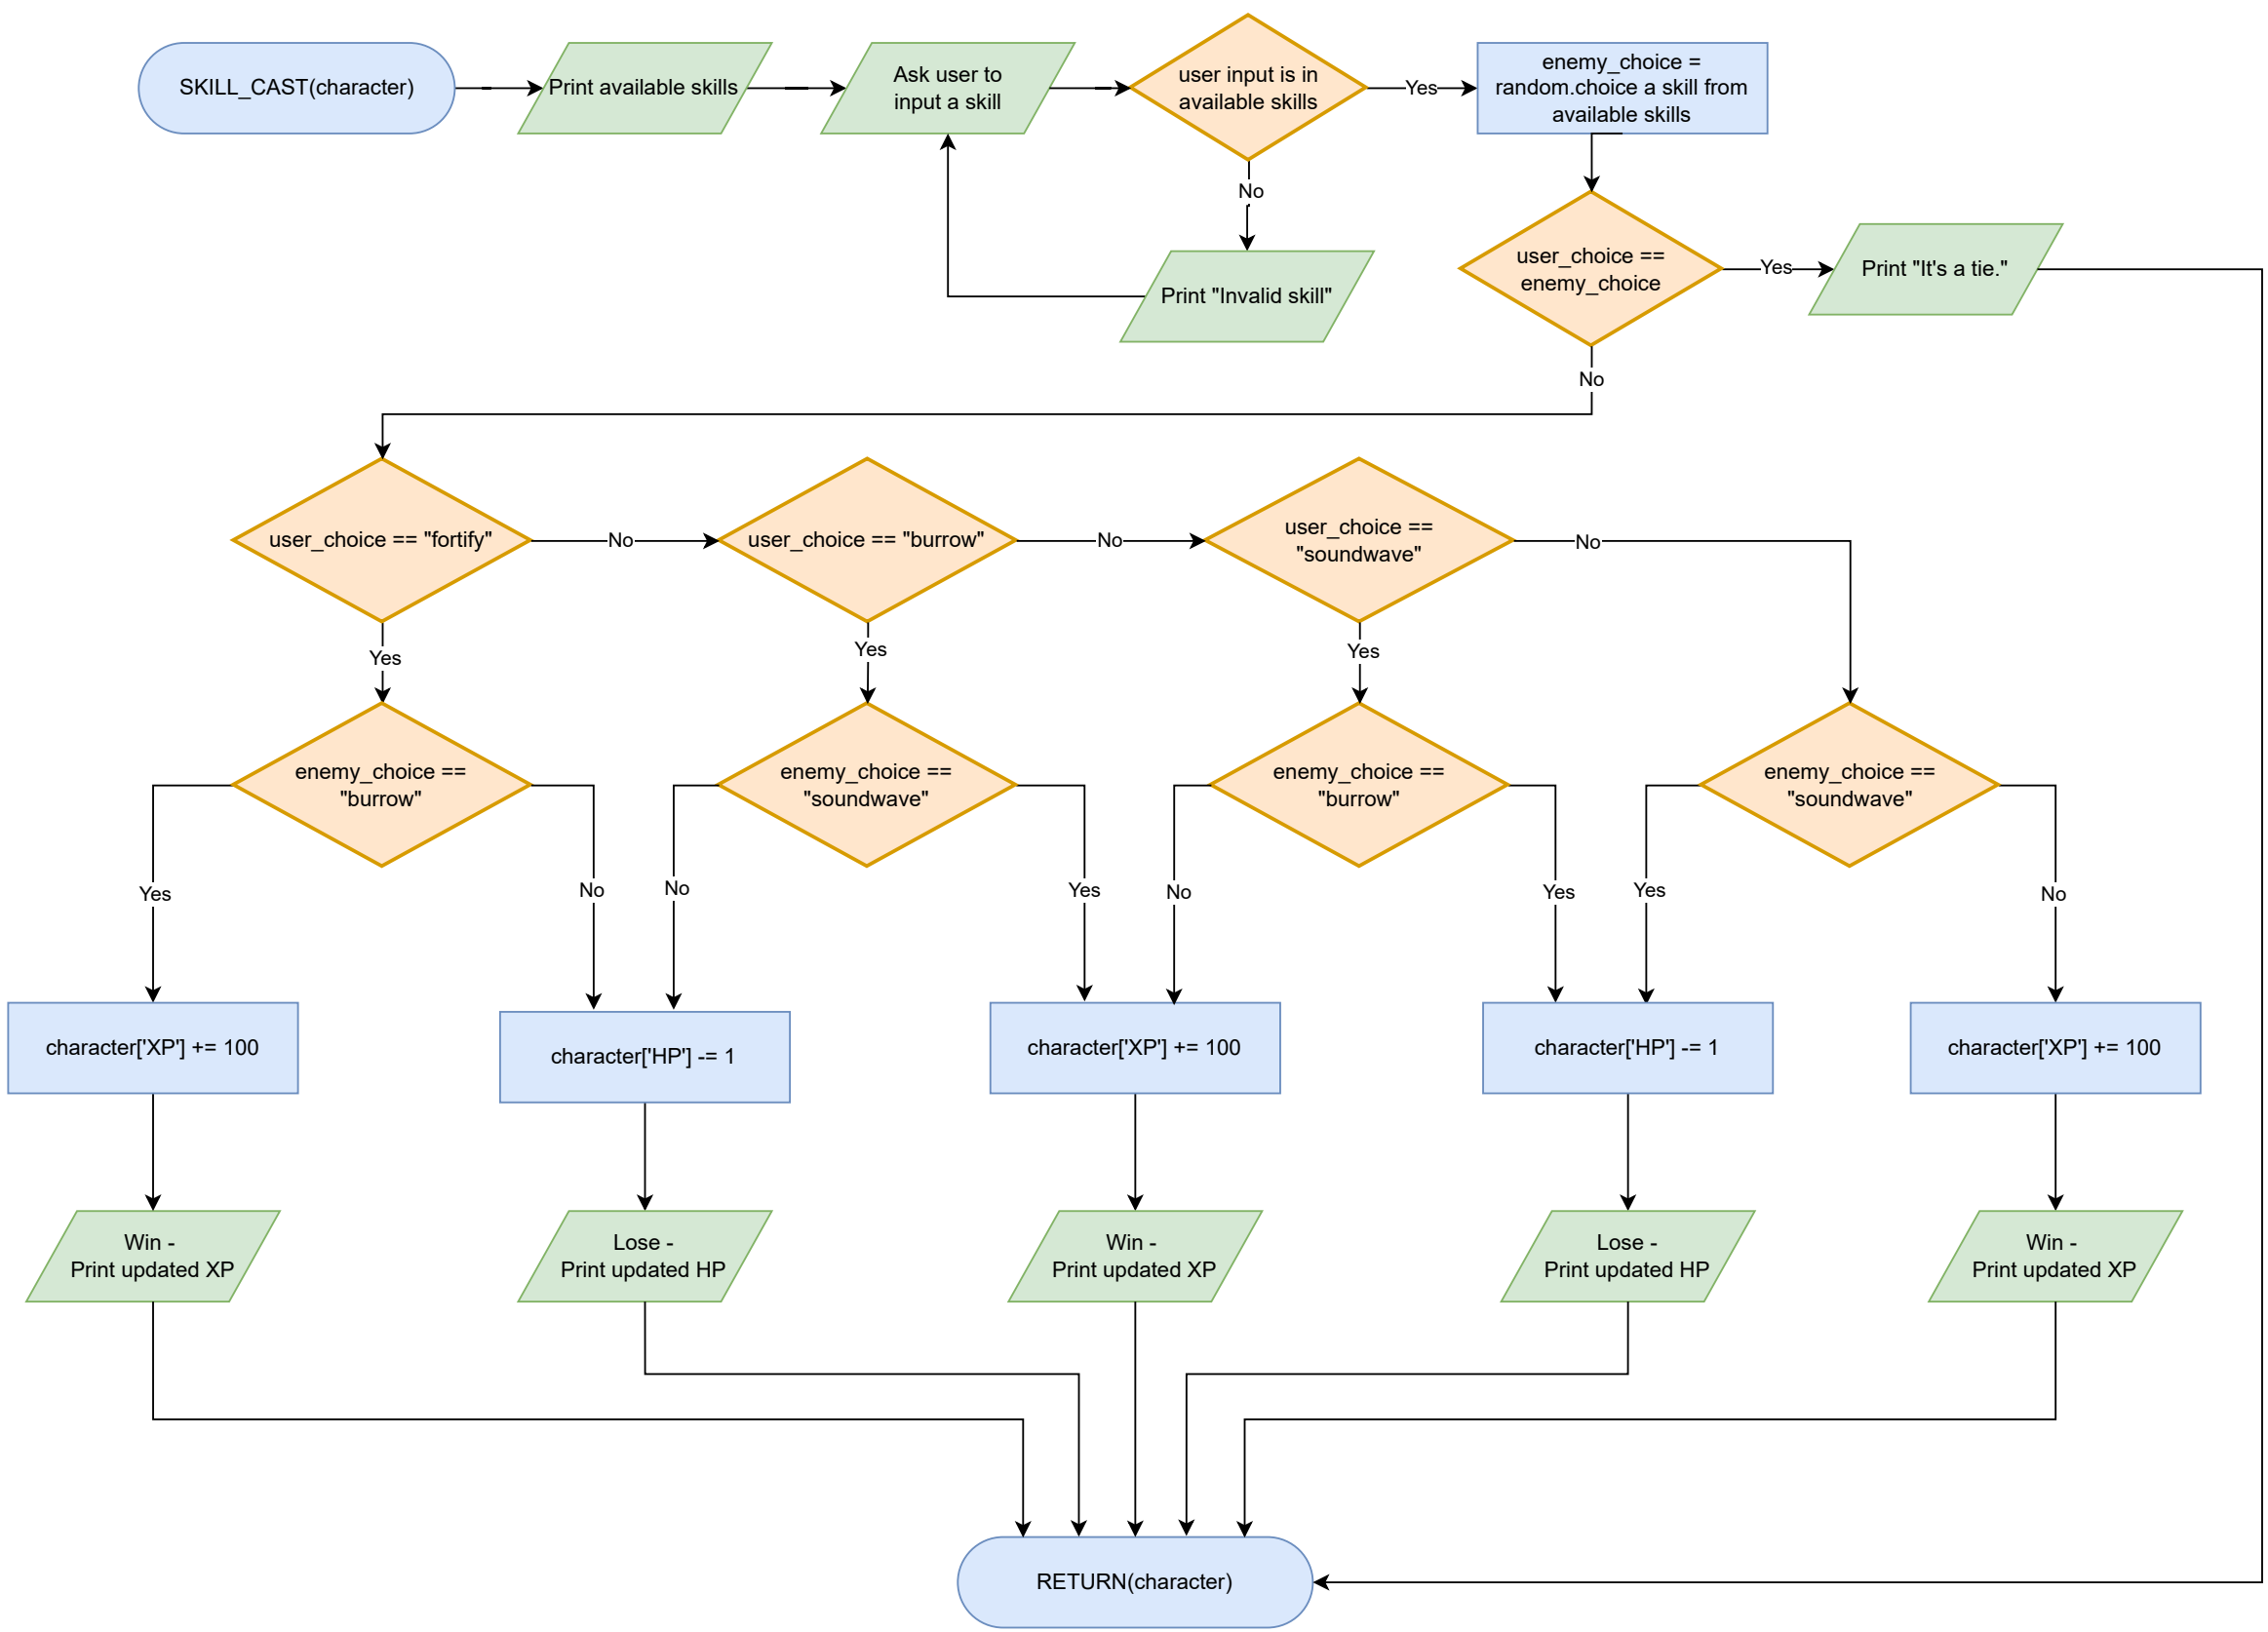 SKILL_CAST(character)
Print available skills
Ask user to
input a skill
user input is in
available skills
Yes
enemy_choice =
random.choice a skill from
available skills
No
Print "Invalid skill"
user_choice ==
enemy_choice
Yes
Print "It's a tie."
No
user_choice == "fortify"
No
user_choice == "burrow"
No
user_choice ==
"soundwave"
No
Yes
Yes
Yes
enemy_choice ==
"burrow"
enemy_choice ==
"soundwave"
enemy_choice ==
"burrow"
enemy_choice ==
"soundwave"
Yes
No
No
Yes
No
Yes
Yes
No
character['XP'] += 100
character['HP'] -= 1
character['XP'] += 100
character['HP'] -= 1
character['XP'] += 100
Win -
Print updated XP
Lose -
Print updated HP
Win -
Print updated XP
Lose -
Print updated HP
Win -
Print updated XP
RETURN(character)